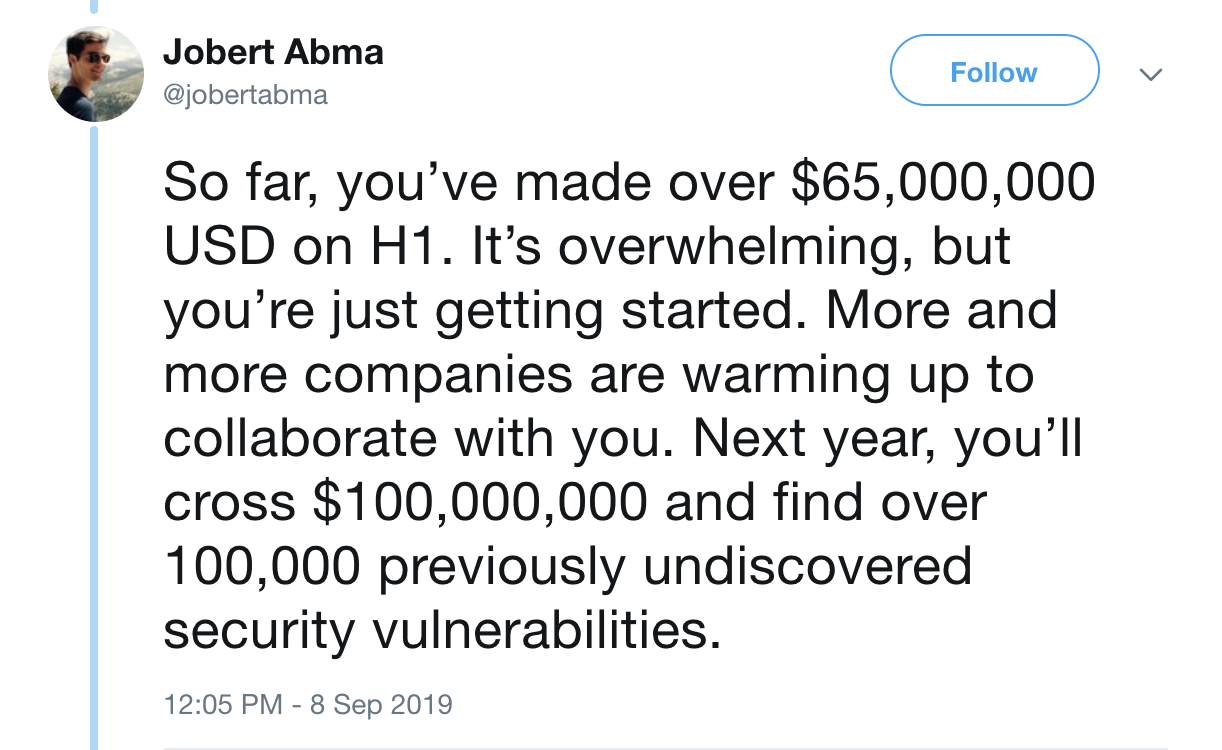 Jobert Abma
@jobertabma
Follow
So far, you’ve made over $65,000,000
USD on H1. It’s overwhelming, but
you’re just getting started. More and
more companies are warming up to
collaborate with you. Next year, you’ll
cross $100,000,000 and find over
100,000 previously undiscovered
security vulnerabilities.
12:05 PM - 8 Sep 2019